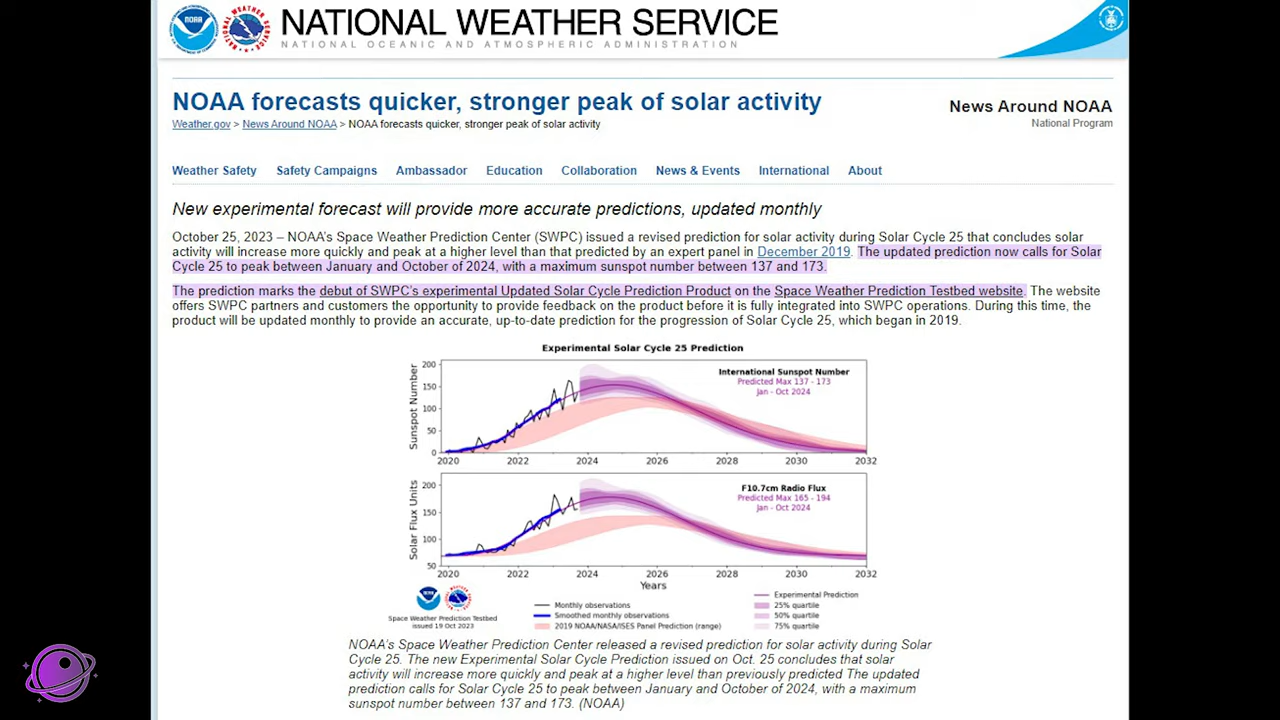 NATIONAL WEATHER SERVICE
NATIONAL OCEANIC AND ATMOSPHERIC ADMINISTRATION
NOAA forecasts quicker, stronger peak of solar activity
News Around NOAA
Weather.gov > News Around NOAA > NOAA forecasts quicker, stronger peak of solar activity
National Program
Weather Safety Safety Campaigns Ambassador Education Collaboration News & Events International About
New experimental forecast will provide more accurate predictions, updated monthly
October 25, 2023 – NOAA's Space Weather Prediction Center (SWPC) issued a revised prediction for solar activity during Solar Cycle 25 that concludes solar
activity will increase more quickly and peak at a higher level than that predicted by an expert panel in December 2019. The updated prediction now calls for Solar
Cycle 25 to peak between January and October of 2024, with a maximum sunspot number between 137 and 173.
The prediction marks the debut of SWPC's experimental Updated Solar Cycle Prediction Product on the Space Weather Prediction Testbed website. The website
offers SWPC partners and customers the opportunity to provide feedback on the product before it is fully integrated into SWPC operations. During this time, the
product will be updated monthly to provide an accurate, up-to-date prediction for the progression of Solar Cycle 25, which began in 2019.
Experimental Solar Cycle 25 Prediction
Sunspot Number
200
150
100
50
0
International Sunspot Number
Predicted Max 137 - 173
Jan - Oct 2024
2020 2022 2024 2026 2028 2030 2032
Solar Flux Units
200
150
100
50
F10.7cm Radio Flux
Predicted Max 165 - 194
Jan - Oct 2024
2020 2022 2024 2026 2028 2030 2032
Years
NOAA
Space Weather Prediction Testbed
issued 19 Oct 2023
Monthly observations
Smoothed monthly observations
2019 NOAA/NASA/ISES Panel Prediction (range)
Experimental Prediction
25% quartile
50% quartile
75% quartile
NOAA's Space Weather Prediction Center released a revised prediction for solar activity during Solar
Cycle 25. The new Experimental Solar Cycle Prediction issued on Oct. 25 concludes that solar
activity will increase more quickly and peak at a higher level than previously predicted The updated
prediction calls for Solar Cycle 25 to peak between January and October of 2024, with a maximum
sunspot number between 137 and 173. (NOAA)